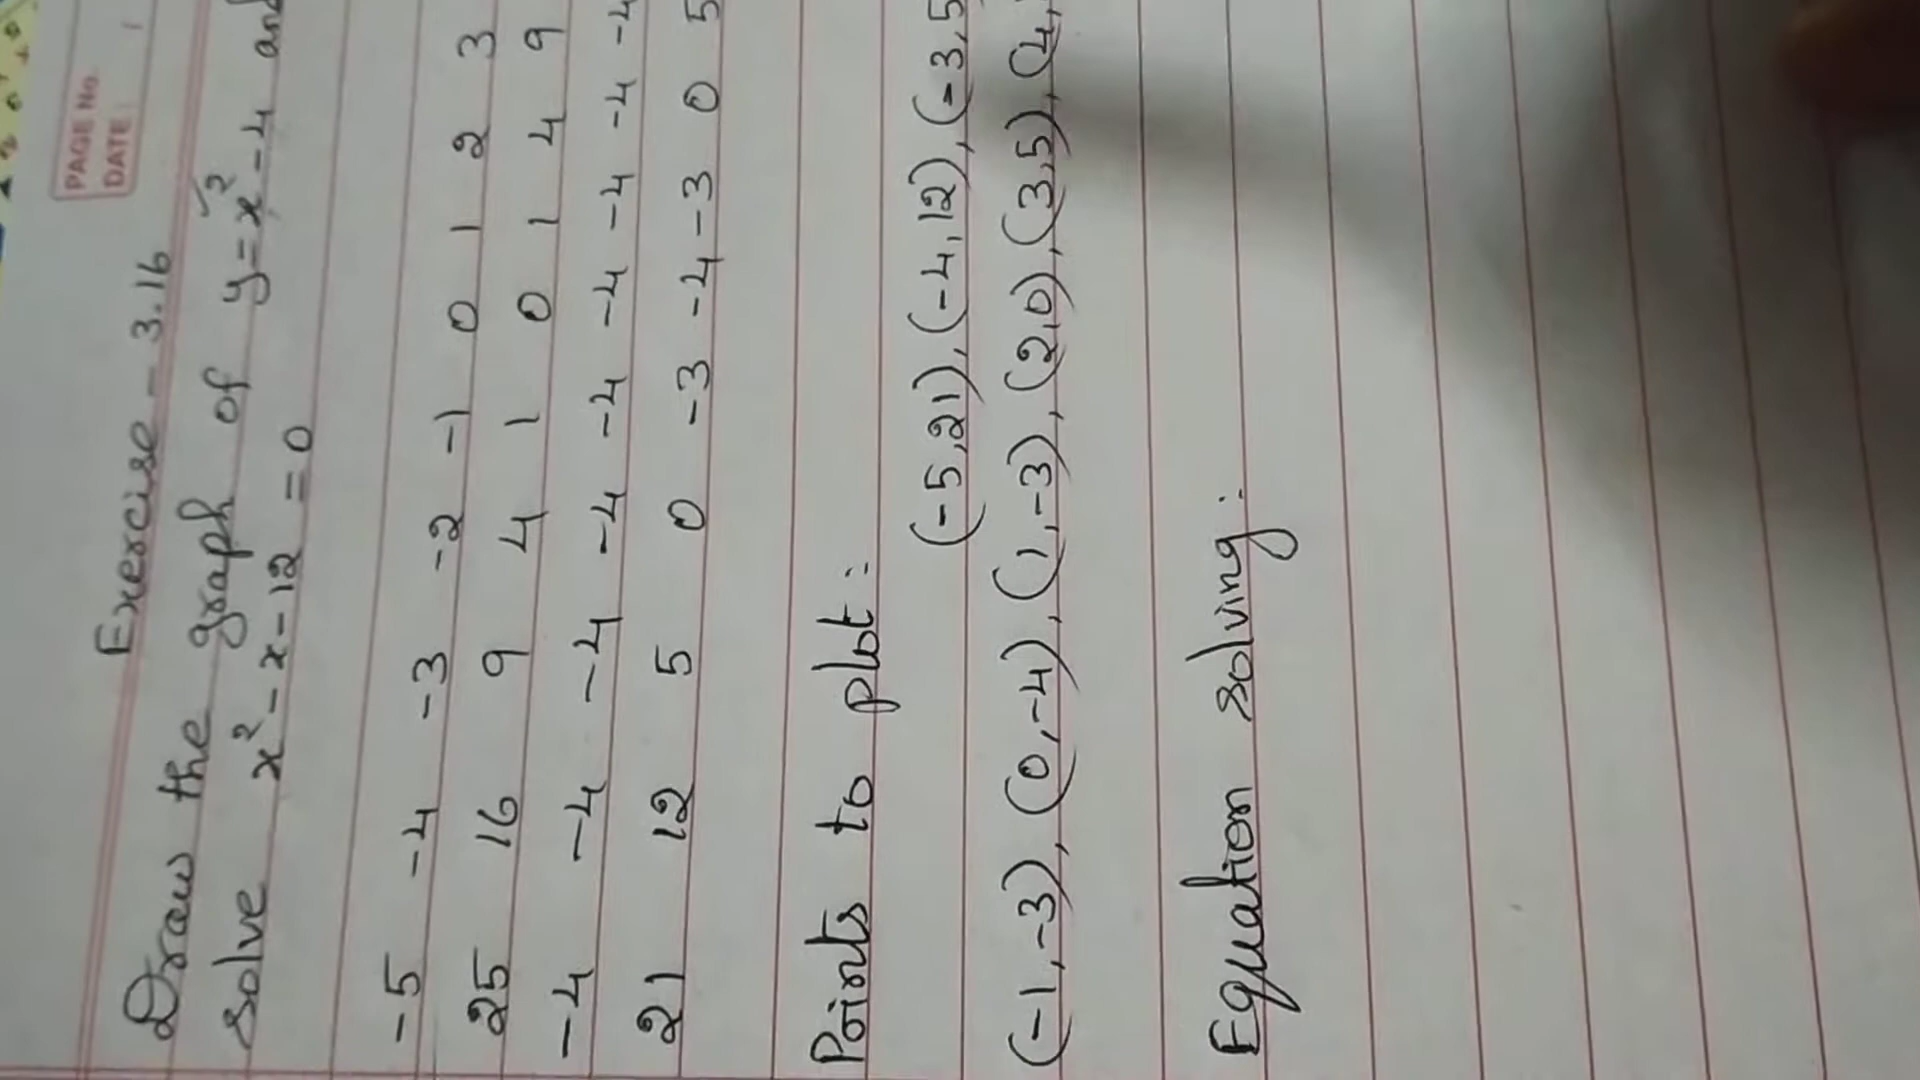 PAGE No.
DATE
Exercise - 3.16
Draw the graph of y = x² - 4 and
solve x² - x - 12 = 0
-5 -4 -3 -2 -1 0 1 2 3
25 16 9 4 1 0 1 4 9
-4 -4 -4 -4 -4 -4 -4 -4 -4
21 12 5 0 -3 -4 -3 0 5
Points to plot:
(-5,21), (-4,12), (-3,5
(-1,-3), (0,-4), (1,-3), (2,0), (3,5), (4,
Equation solving: